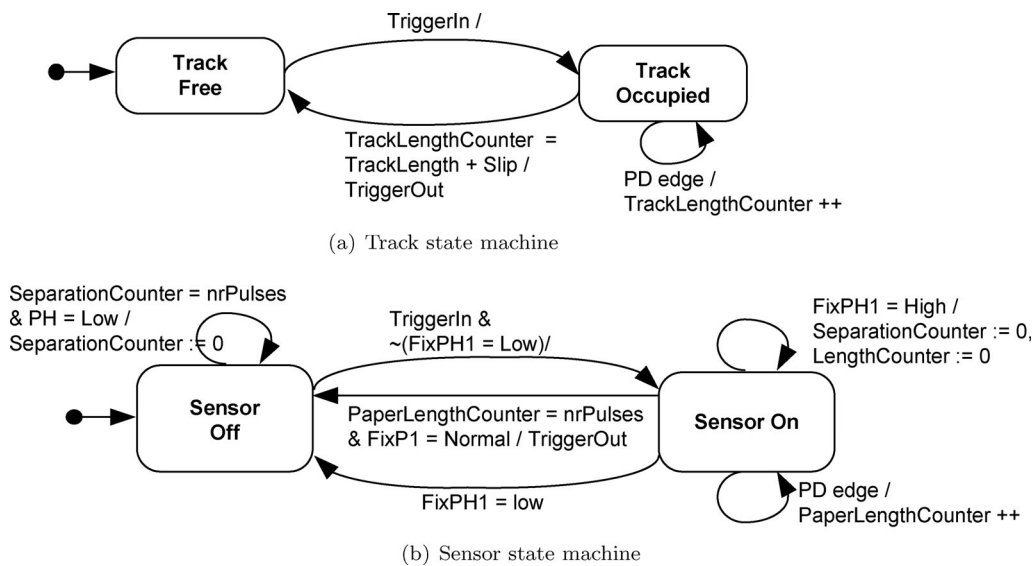 TriggerIn /
Track
Free
Track
Occupied
TrackLengthCounter =
TrackLength + Slip /
TriggerOut
PD edge /
TrackLengthCounter ++
(a) Track state machine
SeparationCounter = nrPulses
& PH = Low /
SeparationCounter := 0
TriggerIn &
~(FixPH1 = Low)/
FixPH1 = High /
SeparationCounter := 0,
LengthCounter := 0
Sensor
Off
PaperLengthCounter = nrPulses
& FixP1 = Normal / TriggerOut
Sensor On
FixPH1 = low
PD edge /
PaperLengthCounter ++
(b) Sensor state machine